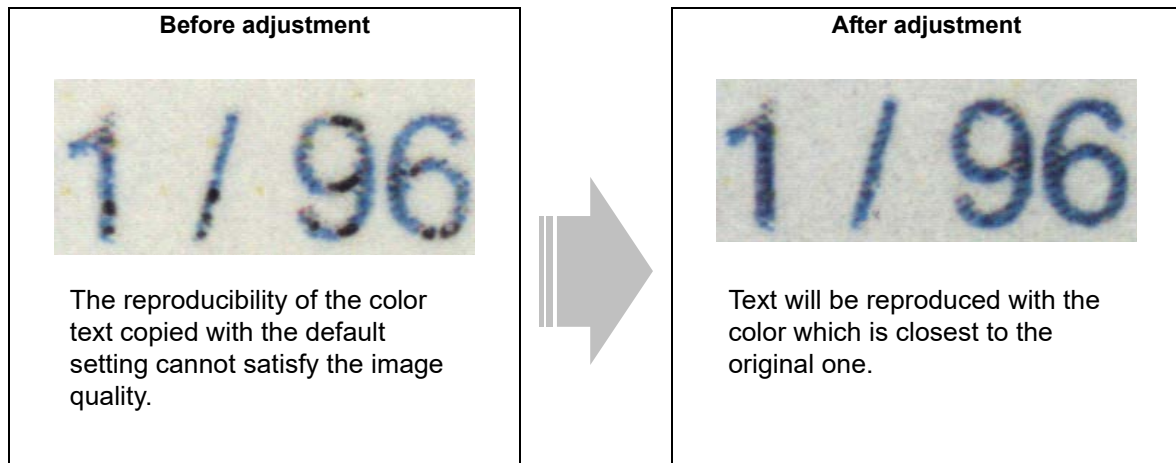 Before adjustment
1 / 96
The reproducibility of the color
text copied with the default
setting cannot satisfy the image
quality.
After adjustment
1 / 96
Text will be reproduced with the
color which is closest to the
original one.